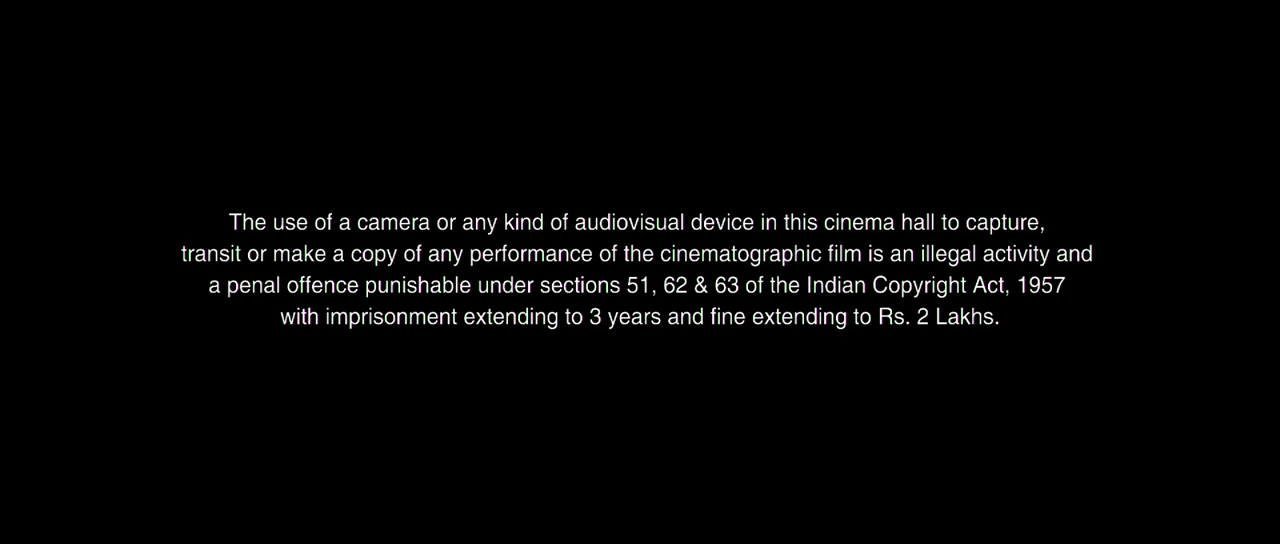 The use of a camera or any kind of audiovisual device in this cinema hall to capture,
transit or make a copy of any performance of the cinematographic film is an illegal activity and
a penal offence punishable under sections 51, 62 & 63 of the Indian Copyright Act, 1957
with imprisonment extending to 3 years and fine extending to Rs. 2 Lakhs.